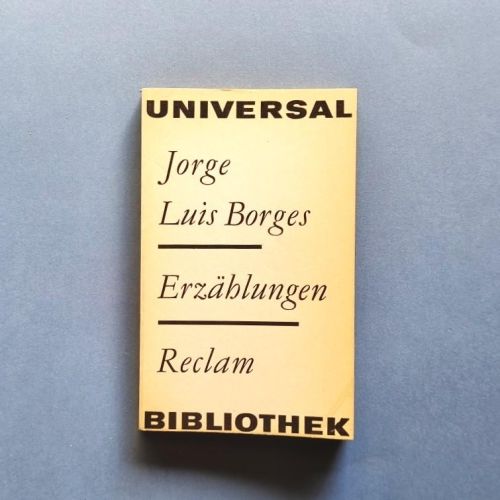 UNIVERSAL
Jorge
Luis Borges
Erzählungen
Reclam
BIBLIOTHEK